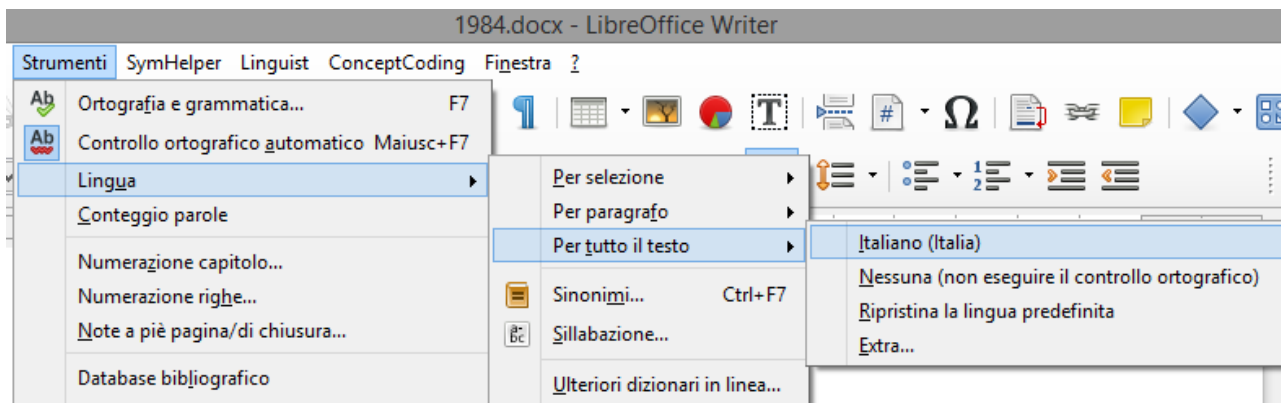 1984.docx - LibreOffice Writer
Strumenti SymHelper Linguist ConceptCoding Finestra ?
Ortografia e grammatica... F7
Controllo ortografico automatico Maiusc+F7
Lingua
Conteggio parole
Numerazione capitolo...
Numerazione righe...
Note a piè pagina/di chiusura...
Database bibliografico
Per selezione
Per paragrafo
Per tutto il testo
Sinonimi... Ctrl+F7
Sillabazione...
Ulteriori dizionari in linea...
Italiano (Italia)
Nessuna (non eseguire il controllo ortografico)
Ripristina la lingua predefinita
Extra...